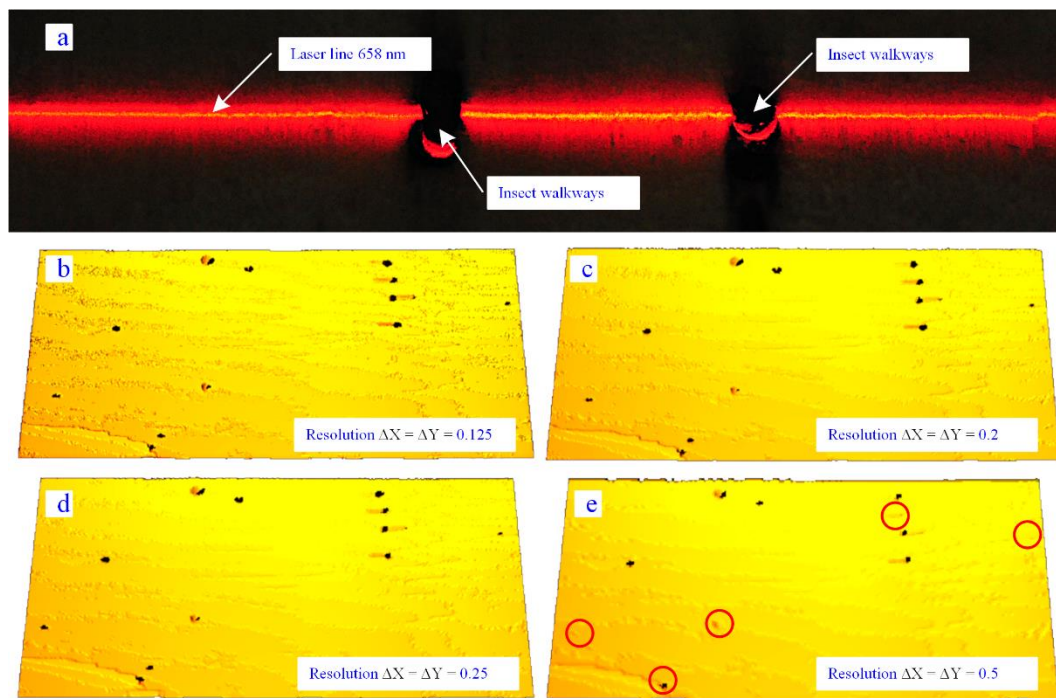 a
Laser line 658 nm
Insect walkways
Insect walkways
b
Resolution ΔX = ΔY = 0.125
c
Resolution ΔX = ΔY = 0.2
d
Resolution ΔX = ΔY = 0.25
e
Resolution ΔX = ΔY = 0.5